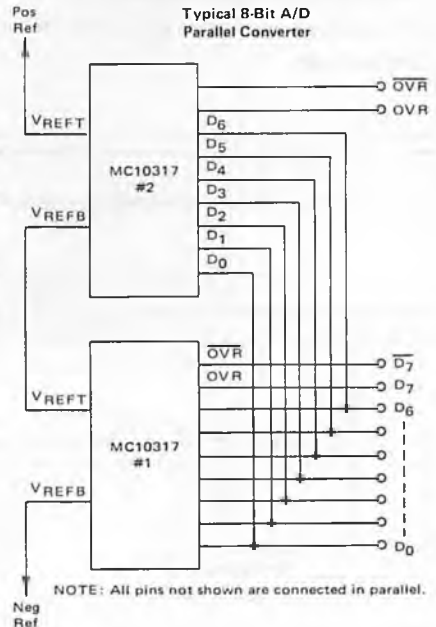 Pos
Ref
Typical 8-Bit A/D
Parallel Converter
OVR
OVR
VREFT
D6
D5
D4
D3
D2
D1
D0
MC10317
#2
VREFB
OVR
OVR
D7
D7
D6
VREFT
MC10317
#1
VREFB
D0
NOTE: All pins not shown are connected in parallel.
Neg
Ref